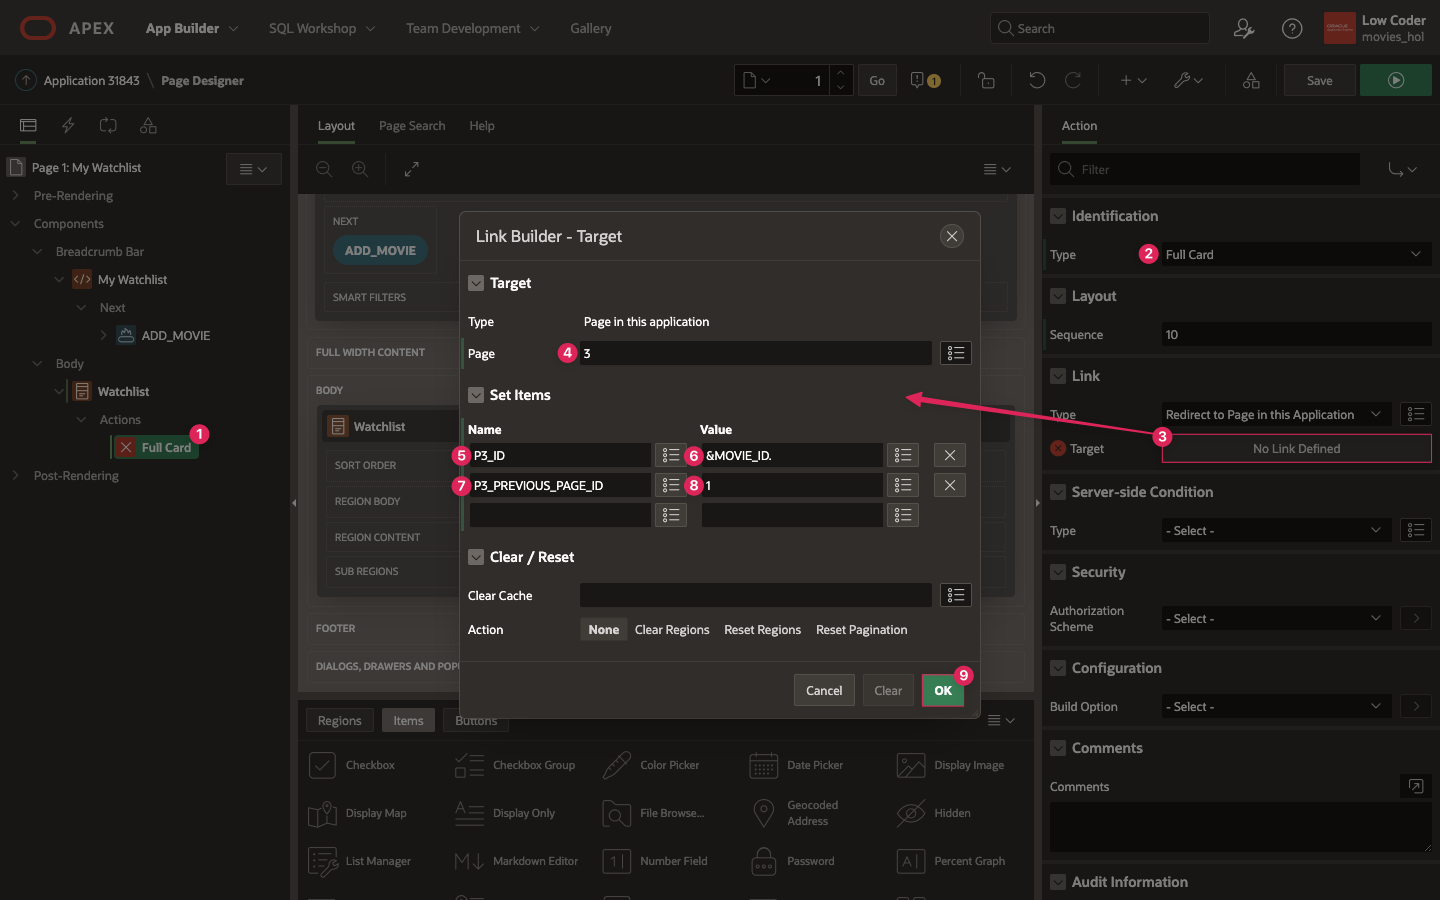 APEX
App Builder
SQL Workshop
Team Development
Gallery
Search
Low Coder
movies_hol
Application 31843 \ Page Designer
1
Go
1
Save
Page 1: My Watchlist
Pre-Rendering
Components
Breadcrumb Bar
My Watchlist
Next
ADD_MOVIE
Body
Watchlist
Actions
Full Card
1
Post-Rendering
Layout
Page Search
Help
NEXT
ADD_MOVIE
SMART FILTERS
FULL WIDTH CONTENT
BODY
Watchlist
SORT ORDER
REGION BODY
REGION CONTENT
SUB REGIONS
FOOTER
DIALOGS, DRAWERS AND POPU
Link Builder - Target
Target
Type
Page in this application
Page
4
3
Set Items
Name
Value
5
P3_ID
6
&MOVIE_ID.
7
P3_PREVIOUS_PAGE_ID
8
1
Clear / Reset
Clear Cache
Action
None
Clear Regions
Reset Regions
Reset Pagination
Cancel
Clear
OK
9
Regions
Items
Buttons
Checkbox
Checkbox Group
Color Picker
Date Picker
Display Image
Display Map
Display Only
File Browse...
Geocoded
Address
Hidden
List Manager
Markdown Editor
Number Field
Password
Percent Graph
Action
Filter
Identification
Type
2
Full Card
Layout
Sequence
10
Link
Type
Redirect to Page in this Application
3
Target
No Link Defined
Server-side Condition
Type
- Select -
Security
Authorization
Scheme
- Select -
Configuration
Build Option
- Select -
Comments
Comments
Audit Information